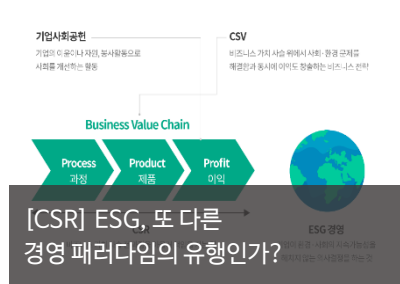 기업사회공헌
기업의 이윤이나 자원, 봉사활동으로
사회를 개선하는 활동
CSV
비즈니스 가치 사슬 위에서 사회·환경 문제를
해결함과 동시에 이익도 창출하는 비즈니스 전략
Business Value Chain
Process
과정
Product
제품
Profit
이익
CSR
ESG 경영
[CSR] ESG, 또 다른
경영 패러다임의 유행인가?